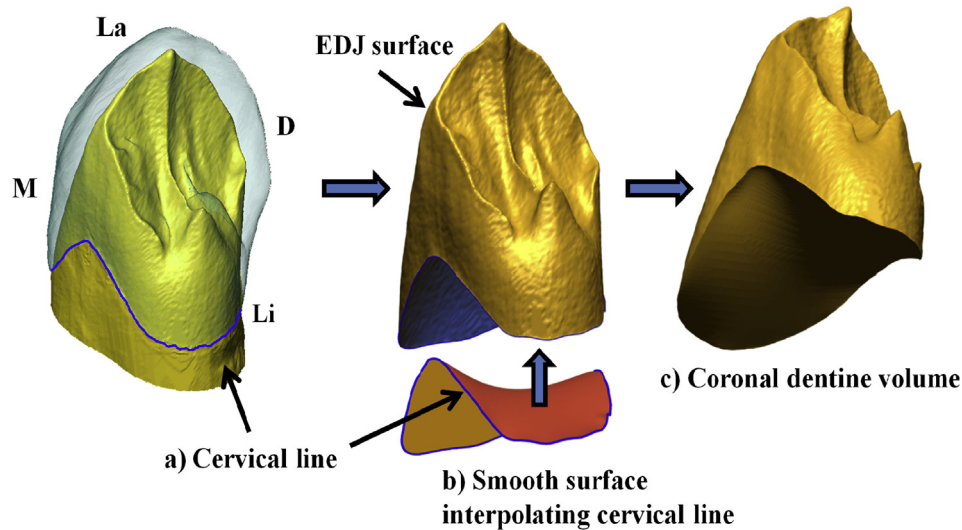 La
EDJ surface
D
M
Li
a) Cervical line
b) Smooth surface
interpolating cervical line
c) Coronal dentine volume